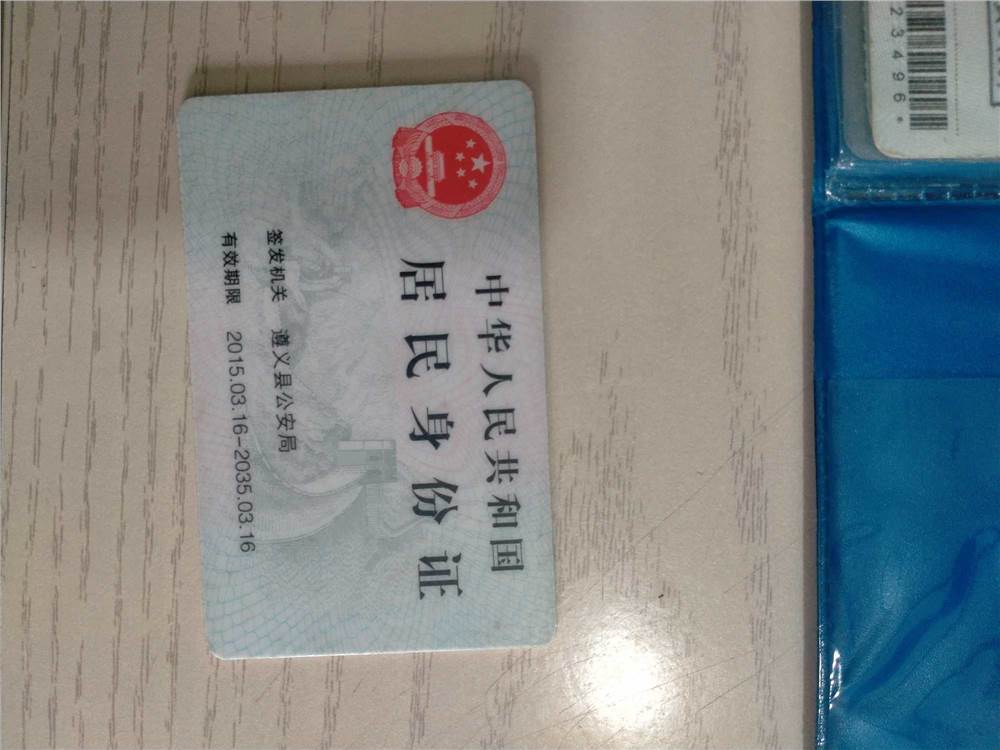 中华人民共和国
居民身份证
签发机关 遵义县公安局
有效期限 2015.03.16-2035.03.16
23496*